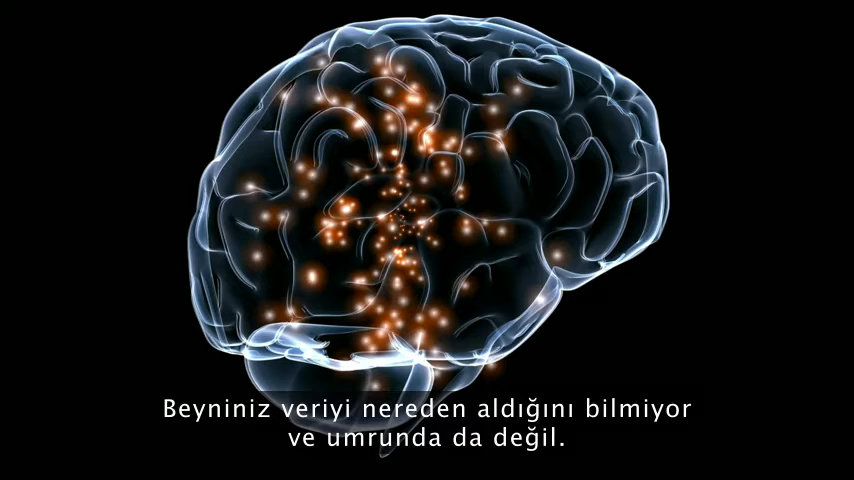 Beyniniz veriyi nereden aldığını bilmiyor
ve umrunda da değil.